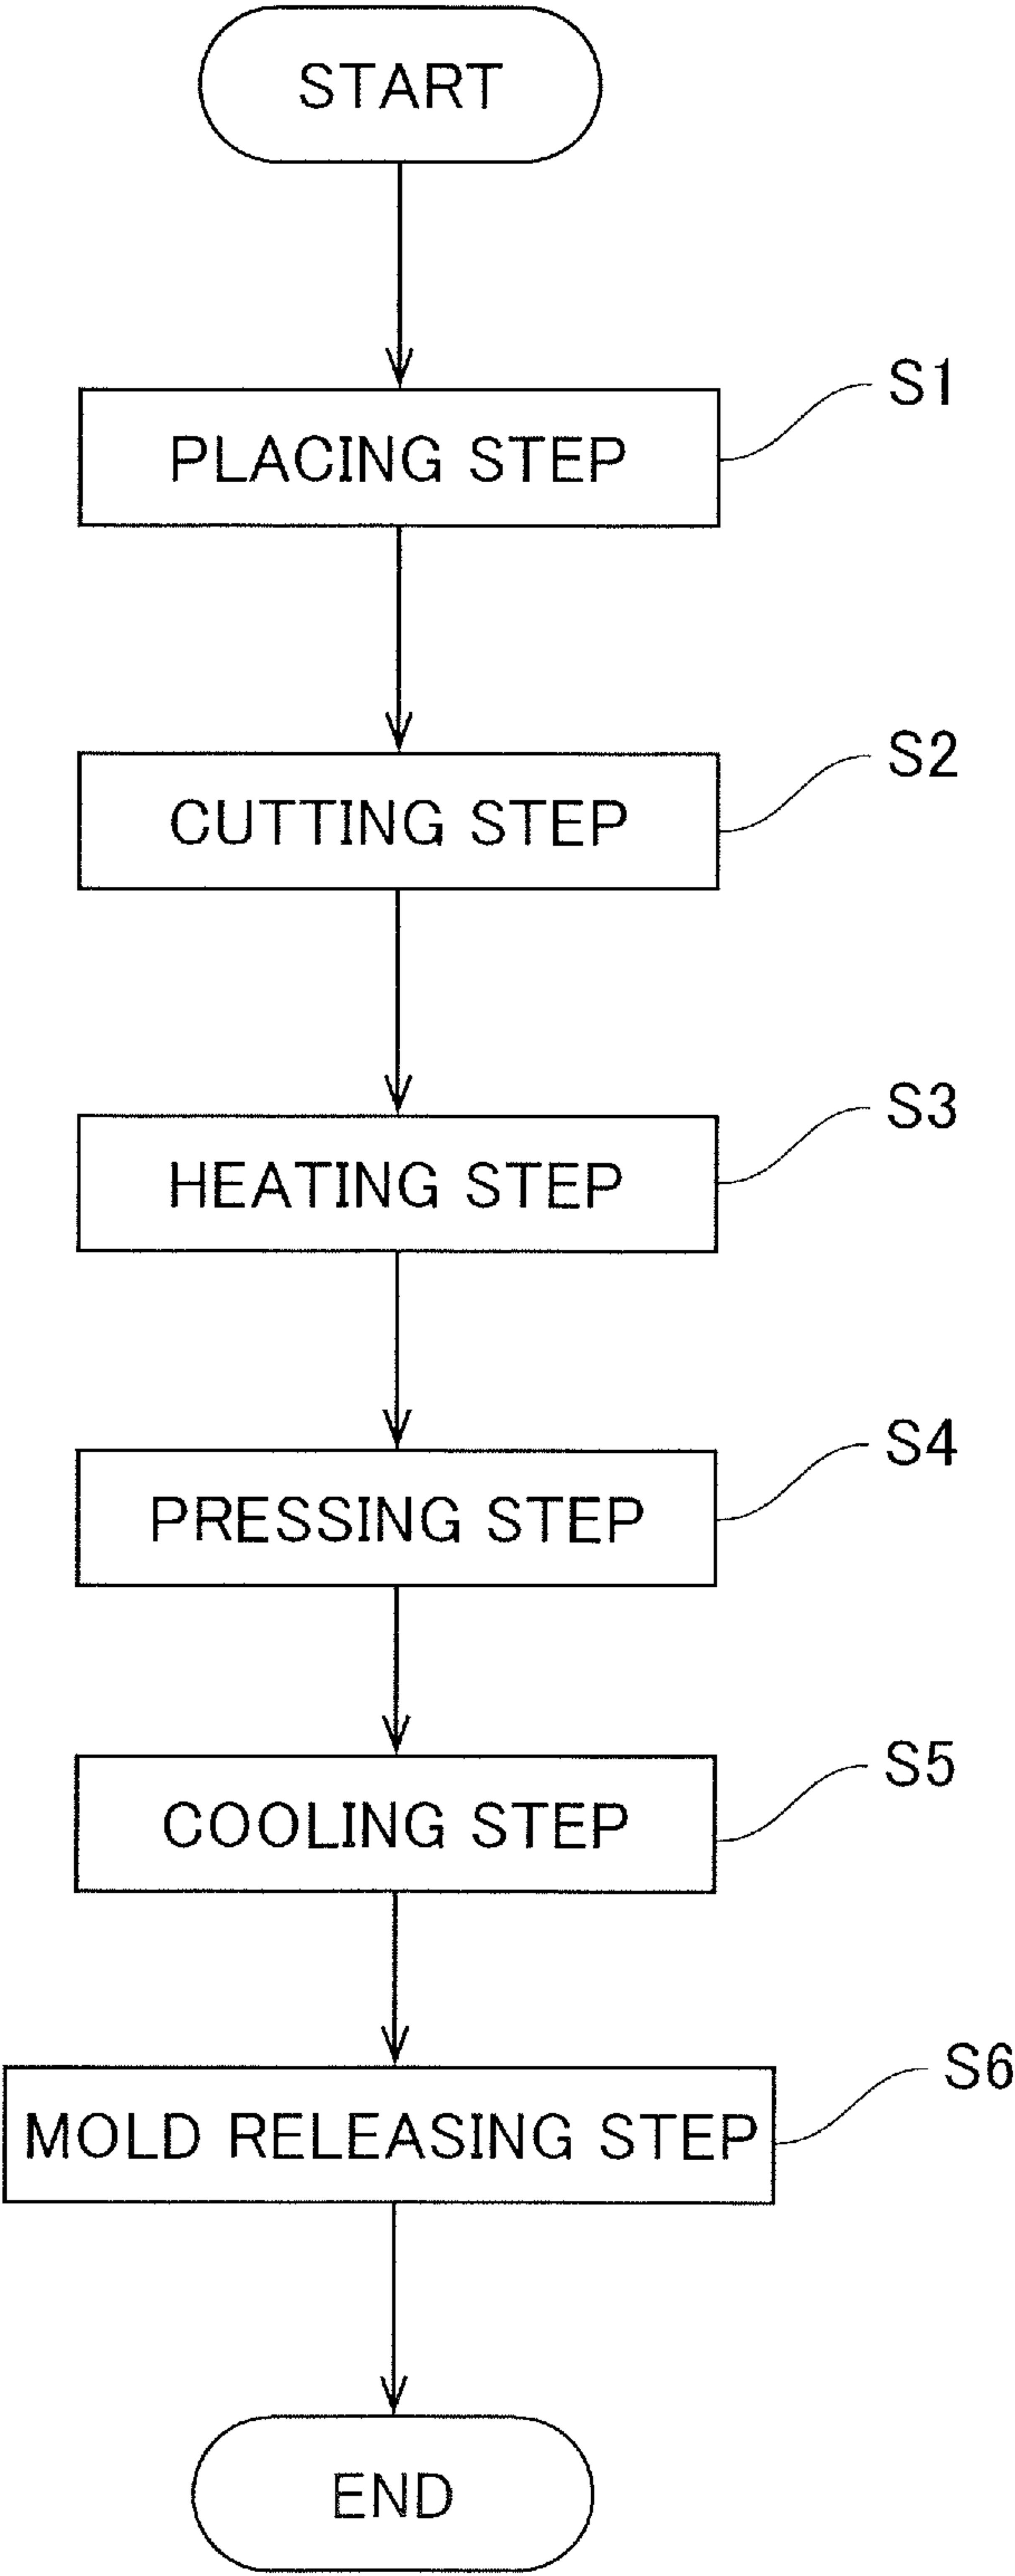 START
S1
PLACING STEP
S2
CUTTING STEP
S3
HEATING STEP
S4
PRESSING STEP
S5
COOLING STEP
S6
MOLD RELEASING STEP
END